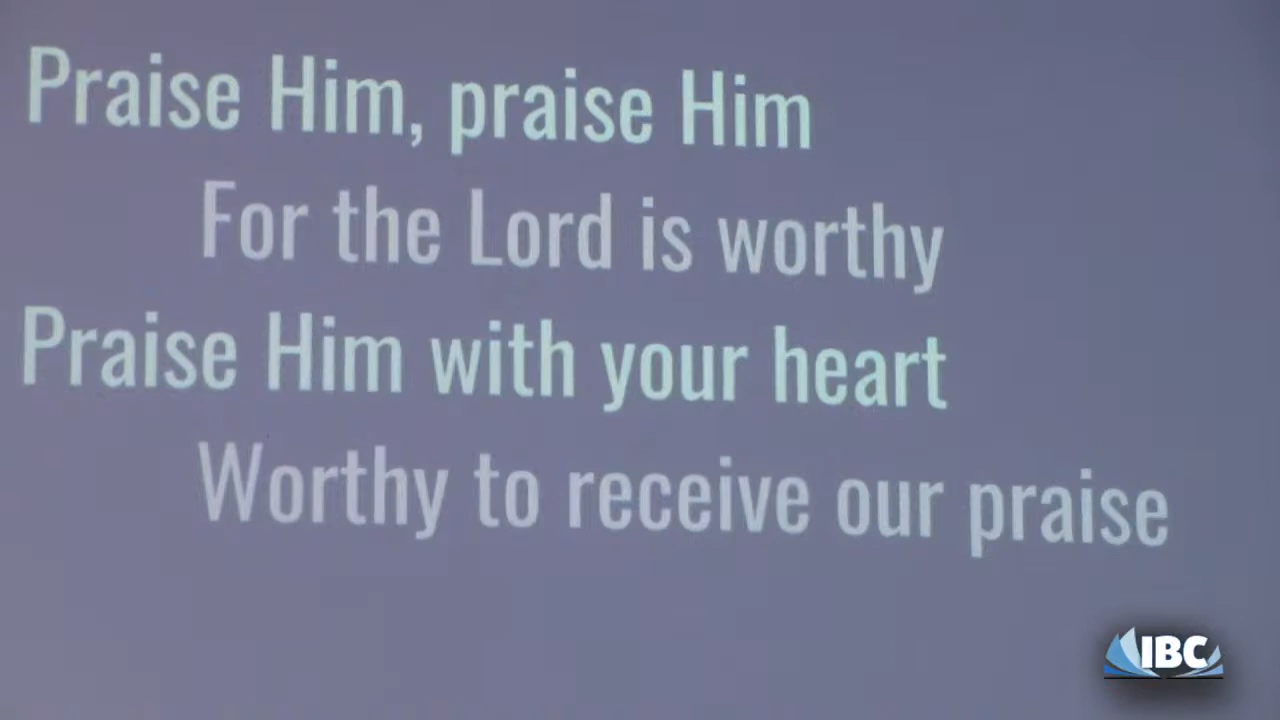 Praise Him, praise Him
For the Lord is worthy
Praise Him with your heart
Worthy to receive our praise
IBC